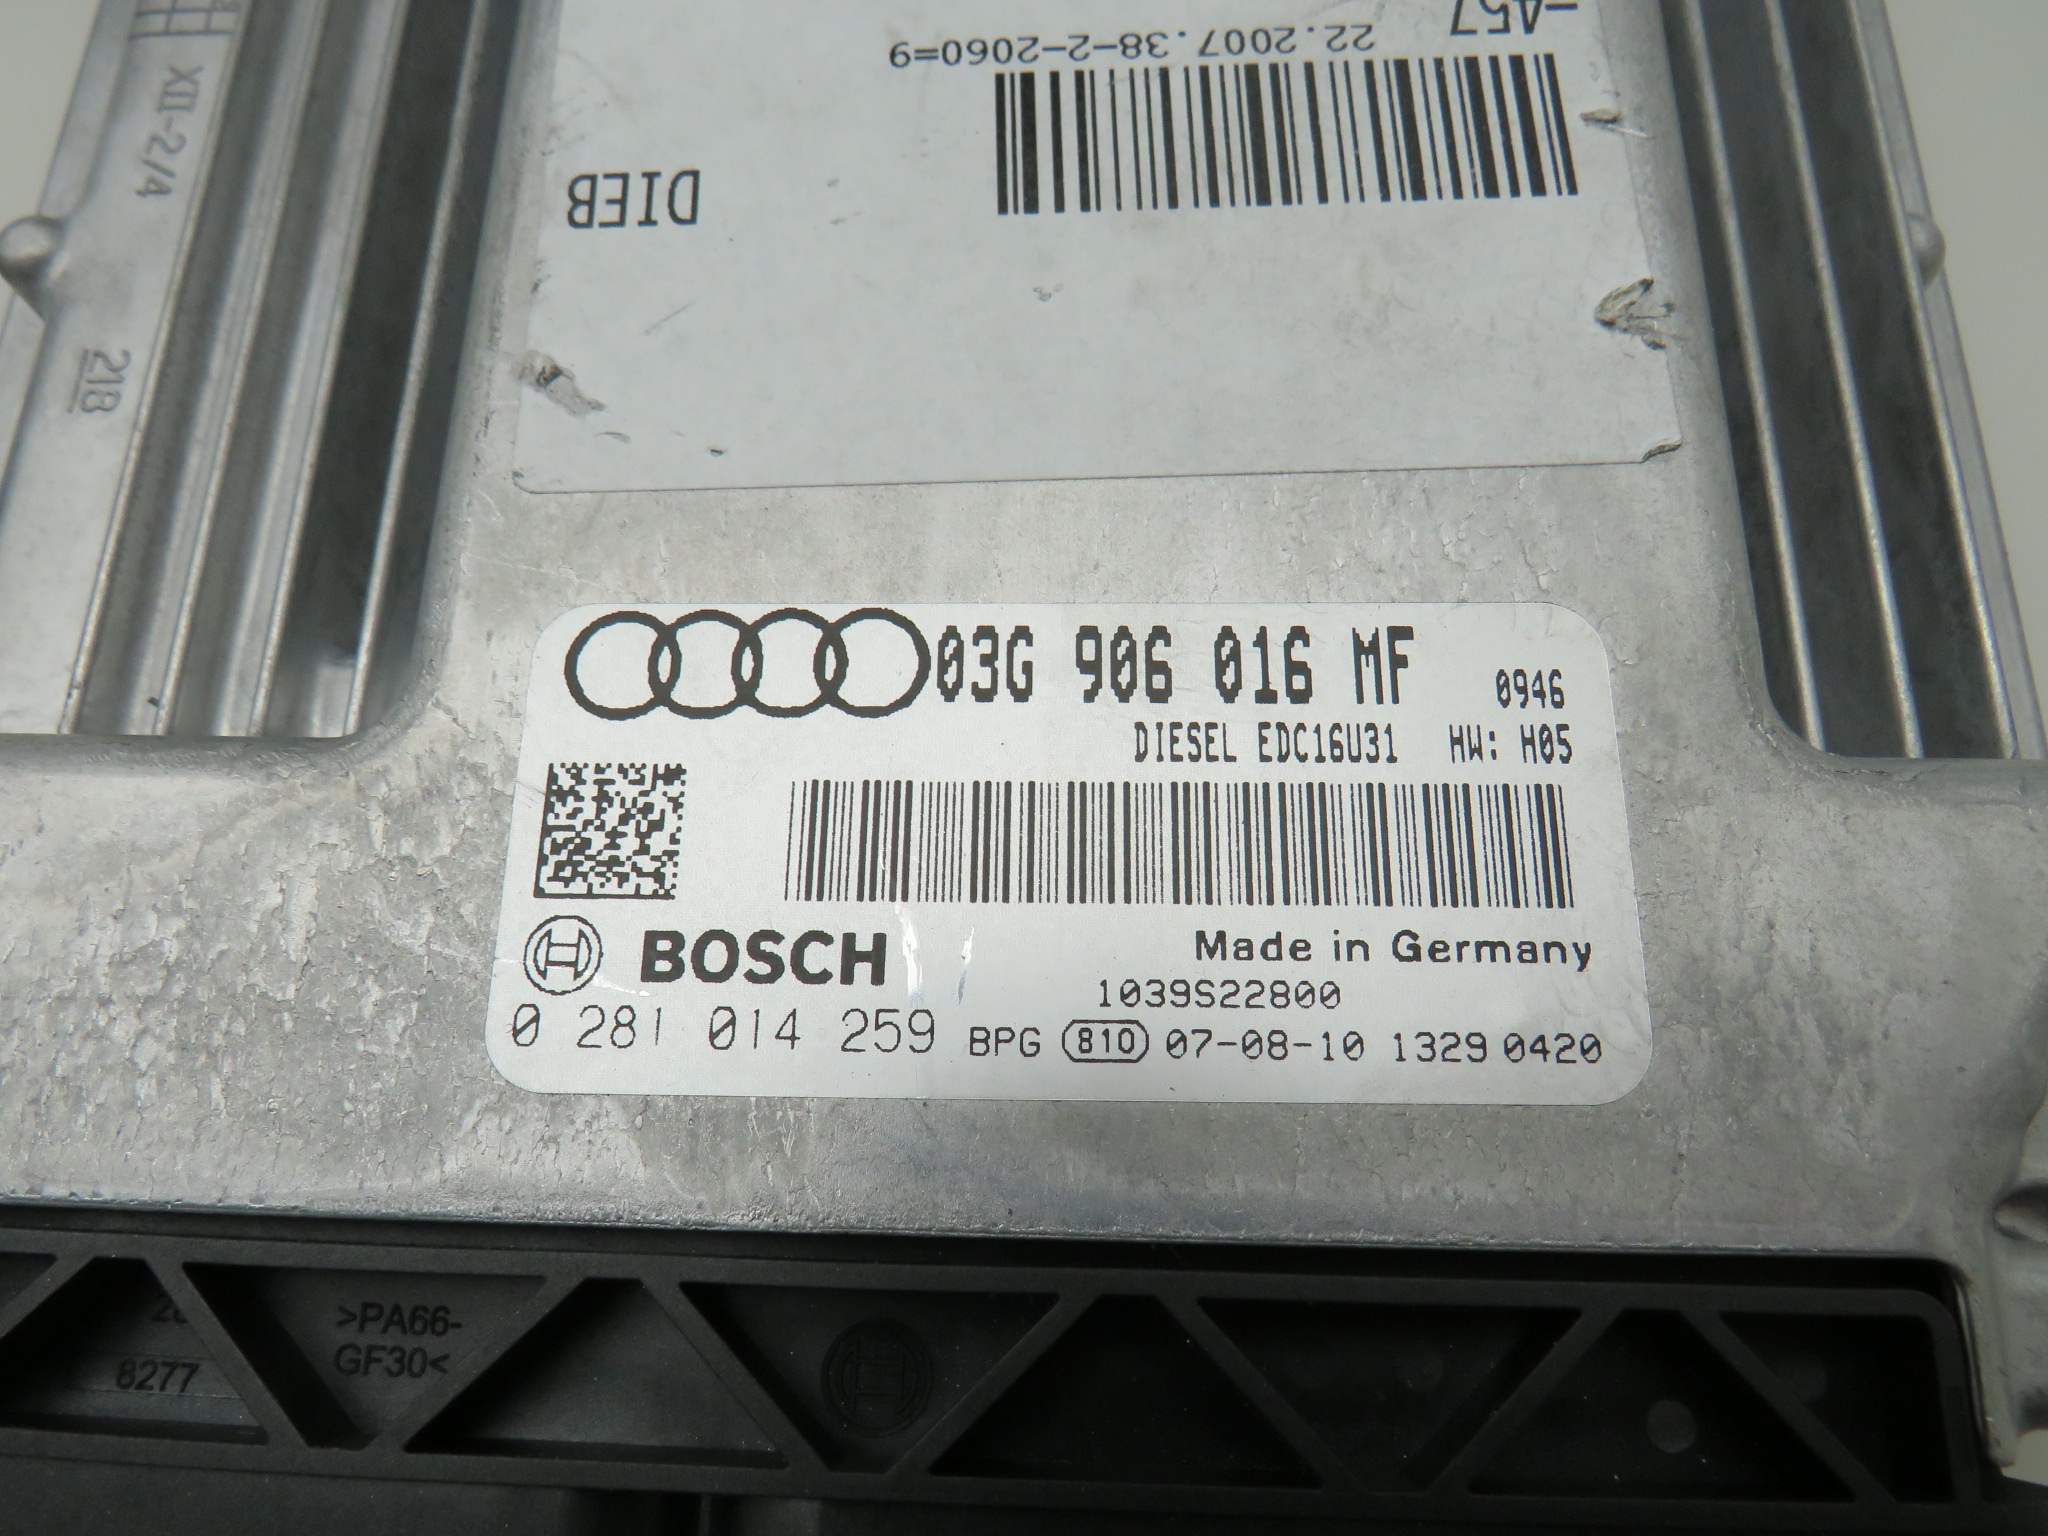 -457
22.2007.38-2-2060=9
DIEB
XII-2/4
21B
03G 906 016 MF 0946
DIESEL EDC16U31 HW: H05
BOSCH
Made in Germany
1039S22800
0 281 014 259 BPG 810 07-08-10 1329 0420
>PA66-
GF30<
8277